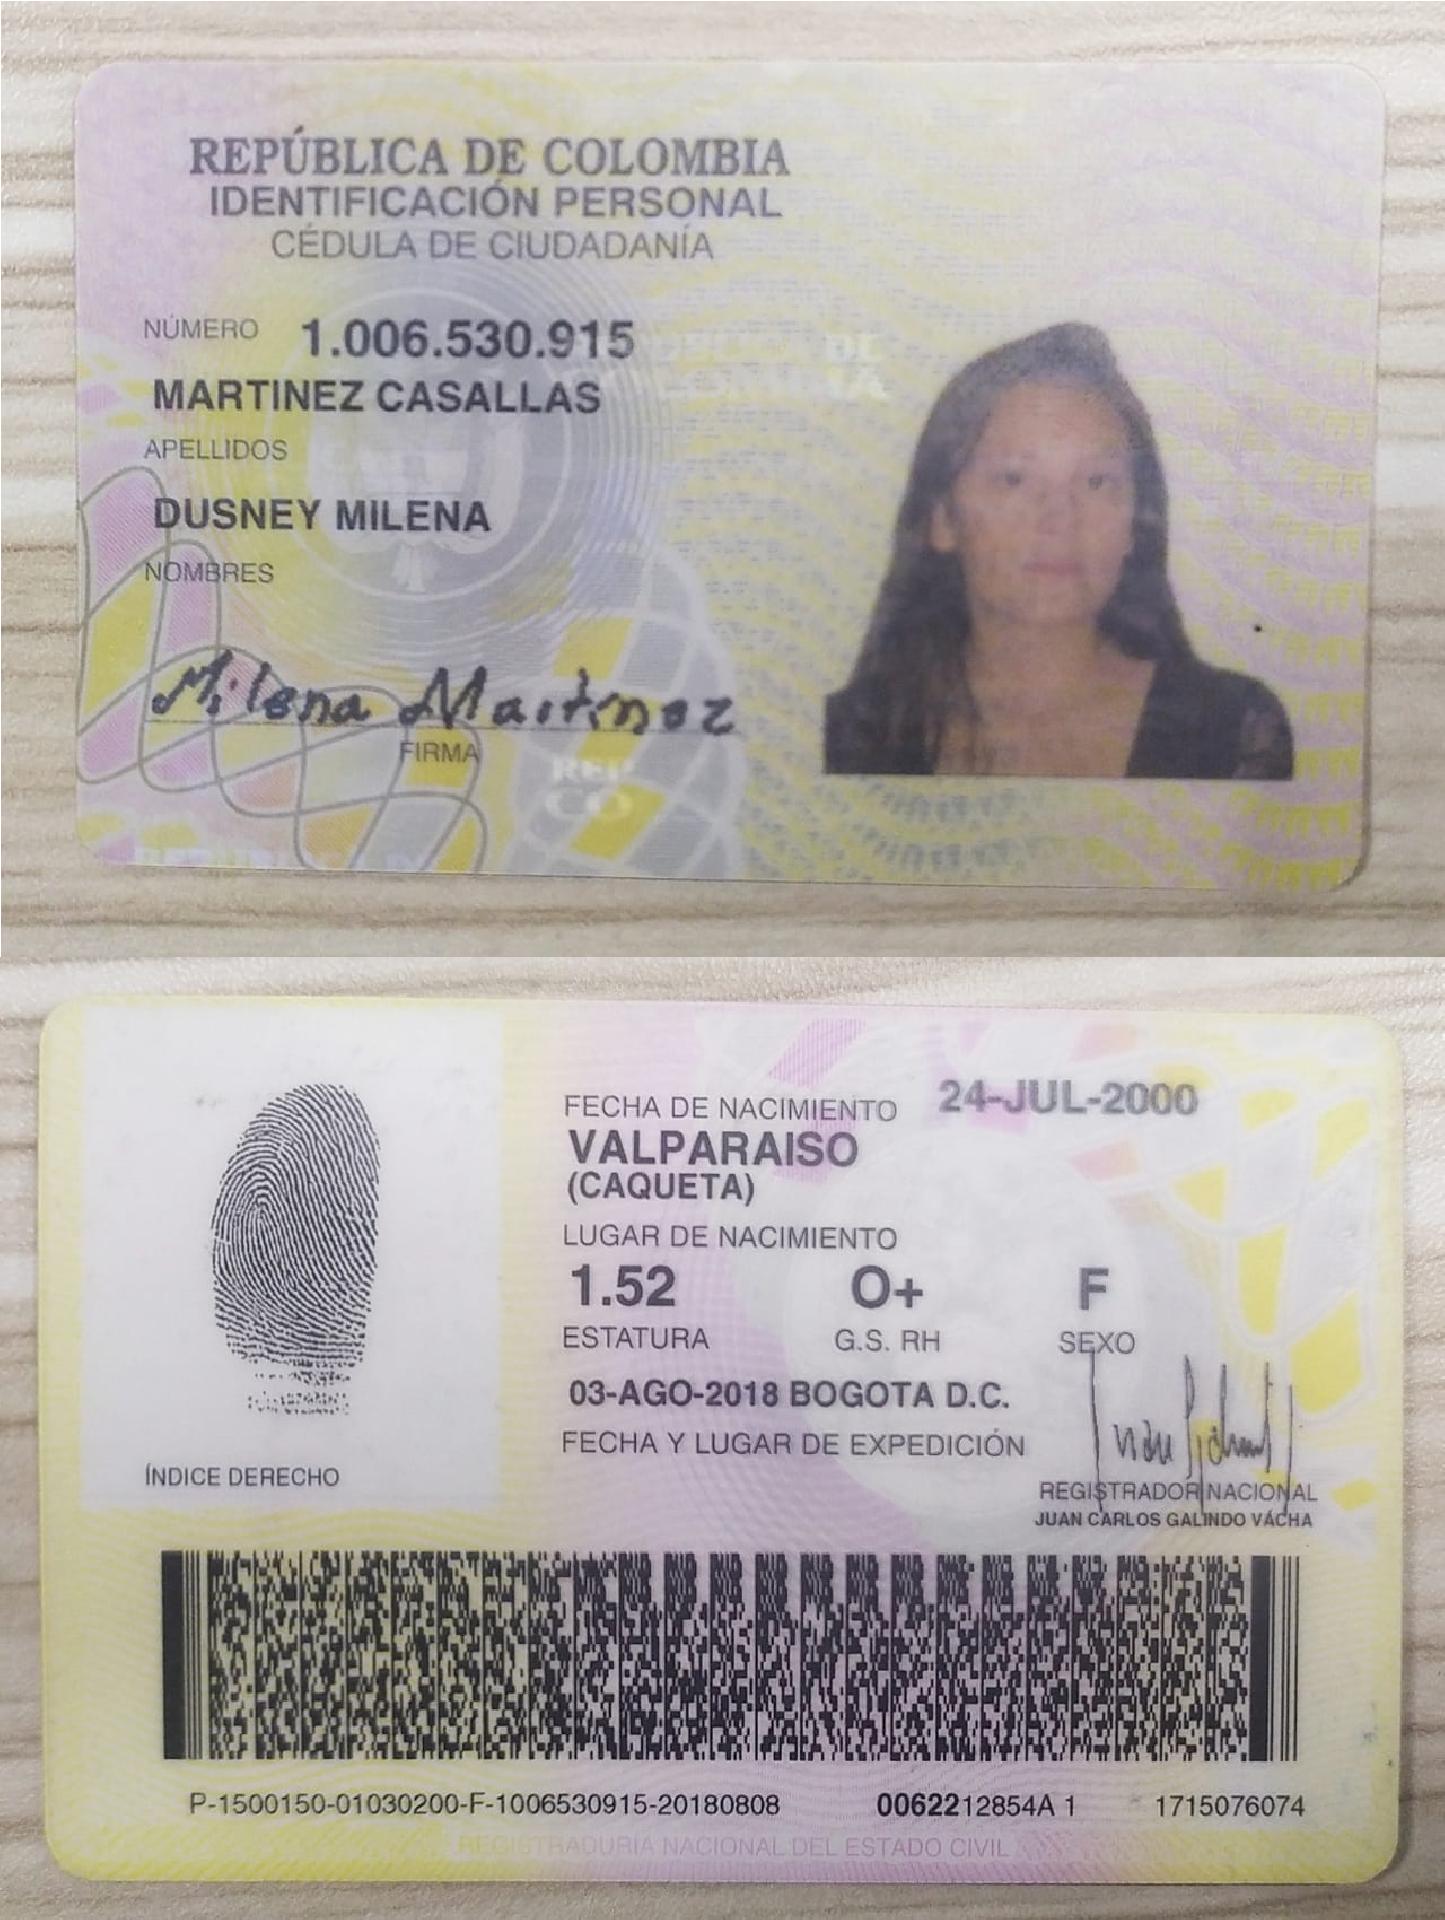 REPÚBLICA DE COLOMBIA
IDENTIFICACIÓN PERSONAL
CÉDULA DE CIUDADANÍA
NÚMERO 1.006.530.915
MARTINEZ CASALLAS
APELLIDOS
DUSNEY MILENA
NOMBRES
Milena Martinez
FIRMA
FECHA DE NACIMIENTO 24-JUL-2000
VALPARAISO
(CAQUETA)
LUGAR DE NACIMIENTO
1.52 O+ F
ESTATURA G.S. RH SEXO
03-AGO-2018 BOGOTA D.C.
FECHA Y LUGAR DE EXPEDICIÓN
ÍNDICE DERECHO
REGISTRADOR NACIONAL
JUAN CARLOS GALINDO VÁCHA
P-1500150-01030200-F-1006530915-20180808 0062212854A 1 1715076074
REGISTRADURIA NACIONAL DEL ESTADO CIVIL